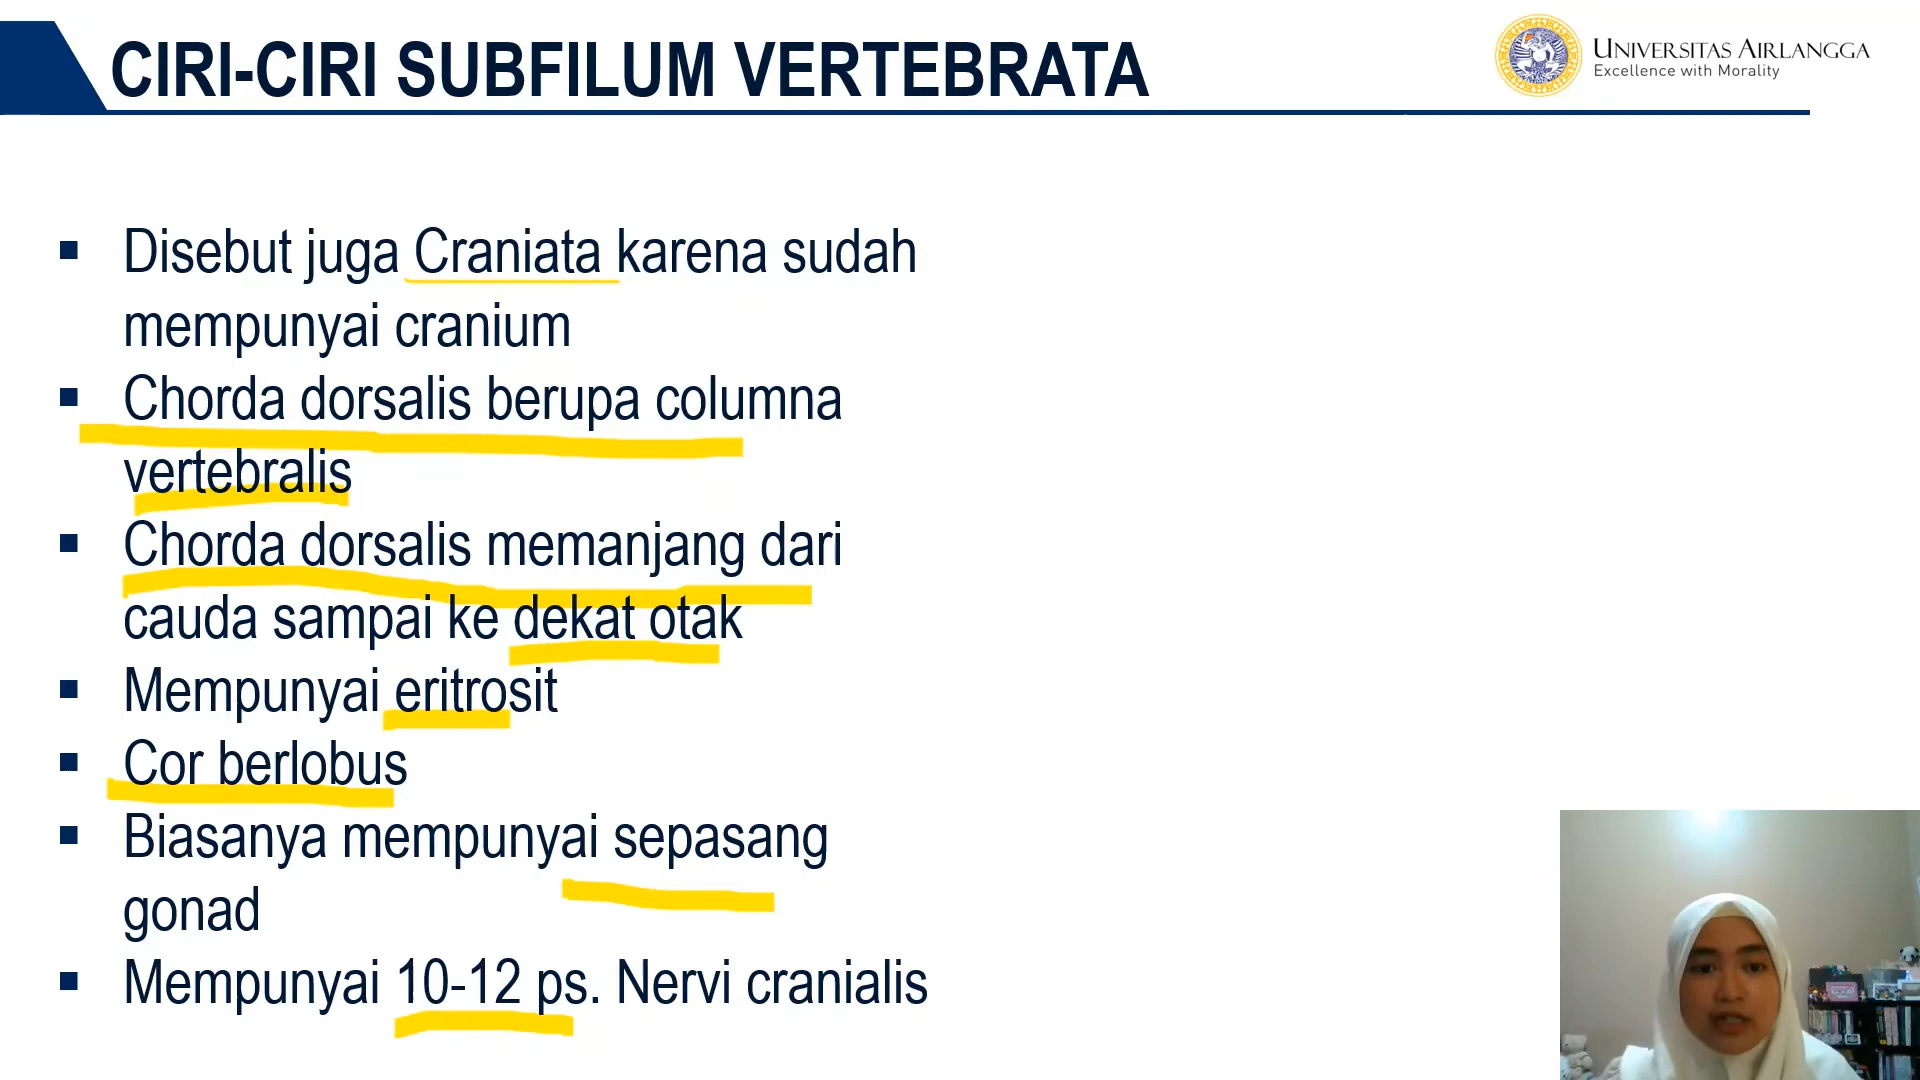 CIRI-CIRI SUBFILUM VERTEBRATA
UNIVERSITAS AIRLANGGA
Excellence with Morality
▪ Disebut juga Craniata karena sudah
mempunyai cranium
▪ Chorda dorsalis berupa columna
vertebralis
▪ Chorda dorsalis memanjang dari
cauda sampai ke dekat otak
▪ Mempunyai eritrosit
▪ Cor berlobus
▪ Biasanya mempunyai sepasang
gonad
▪ Mempunyai 10-12 ps. Nervi cranialis